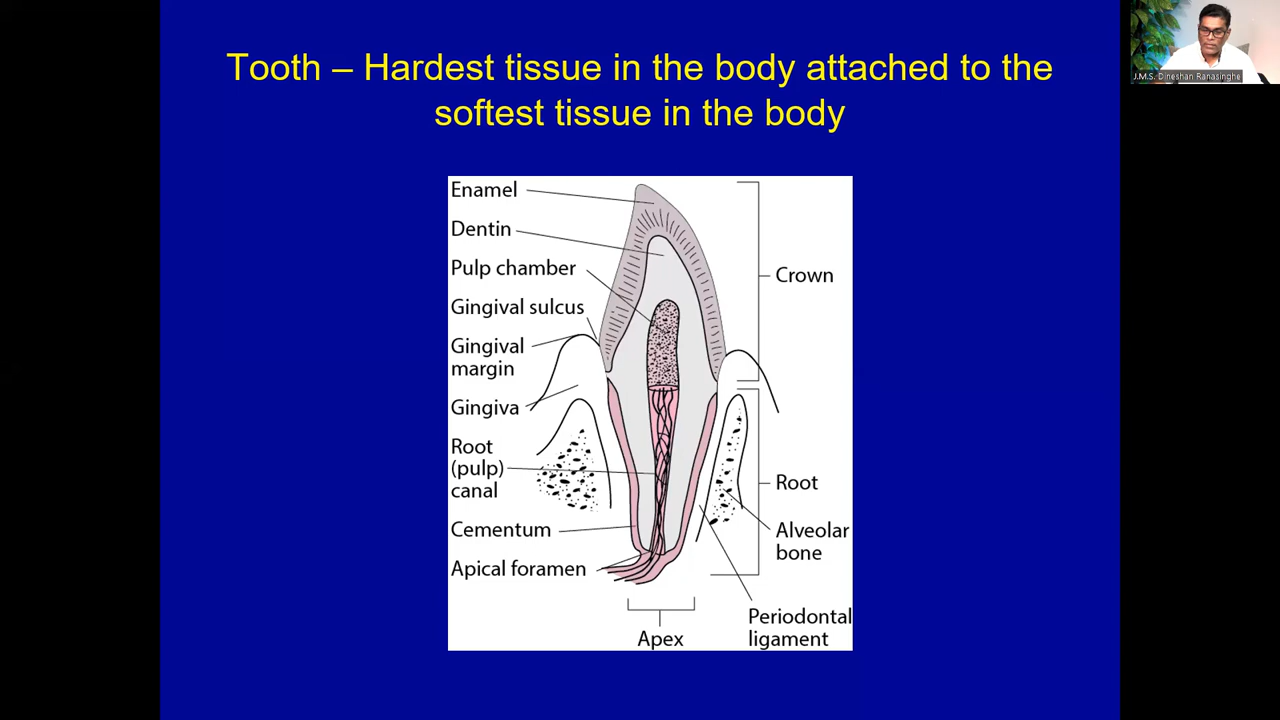 Tooth – Hardest tissue in the body attached to the
softest tissue in the body
J.M.S. Dineshan Ranasinghe
Enamel
Dentin
Pulp chamber
Gingival sulcus
Gingival
margin
Gingiva
Root
(pulp)
canal
Cementum
Apical foramen
Crown
Root
Alveolar
bone
Periodontal
ligament
Apex